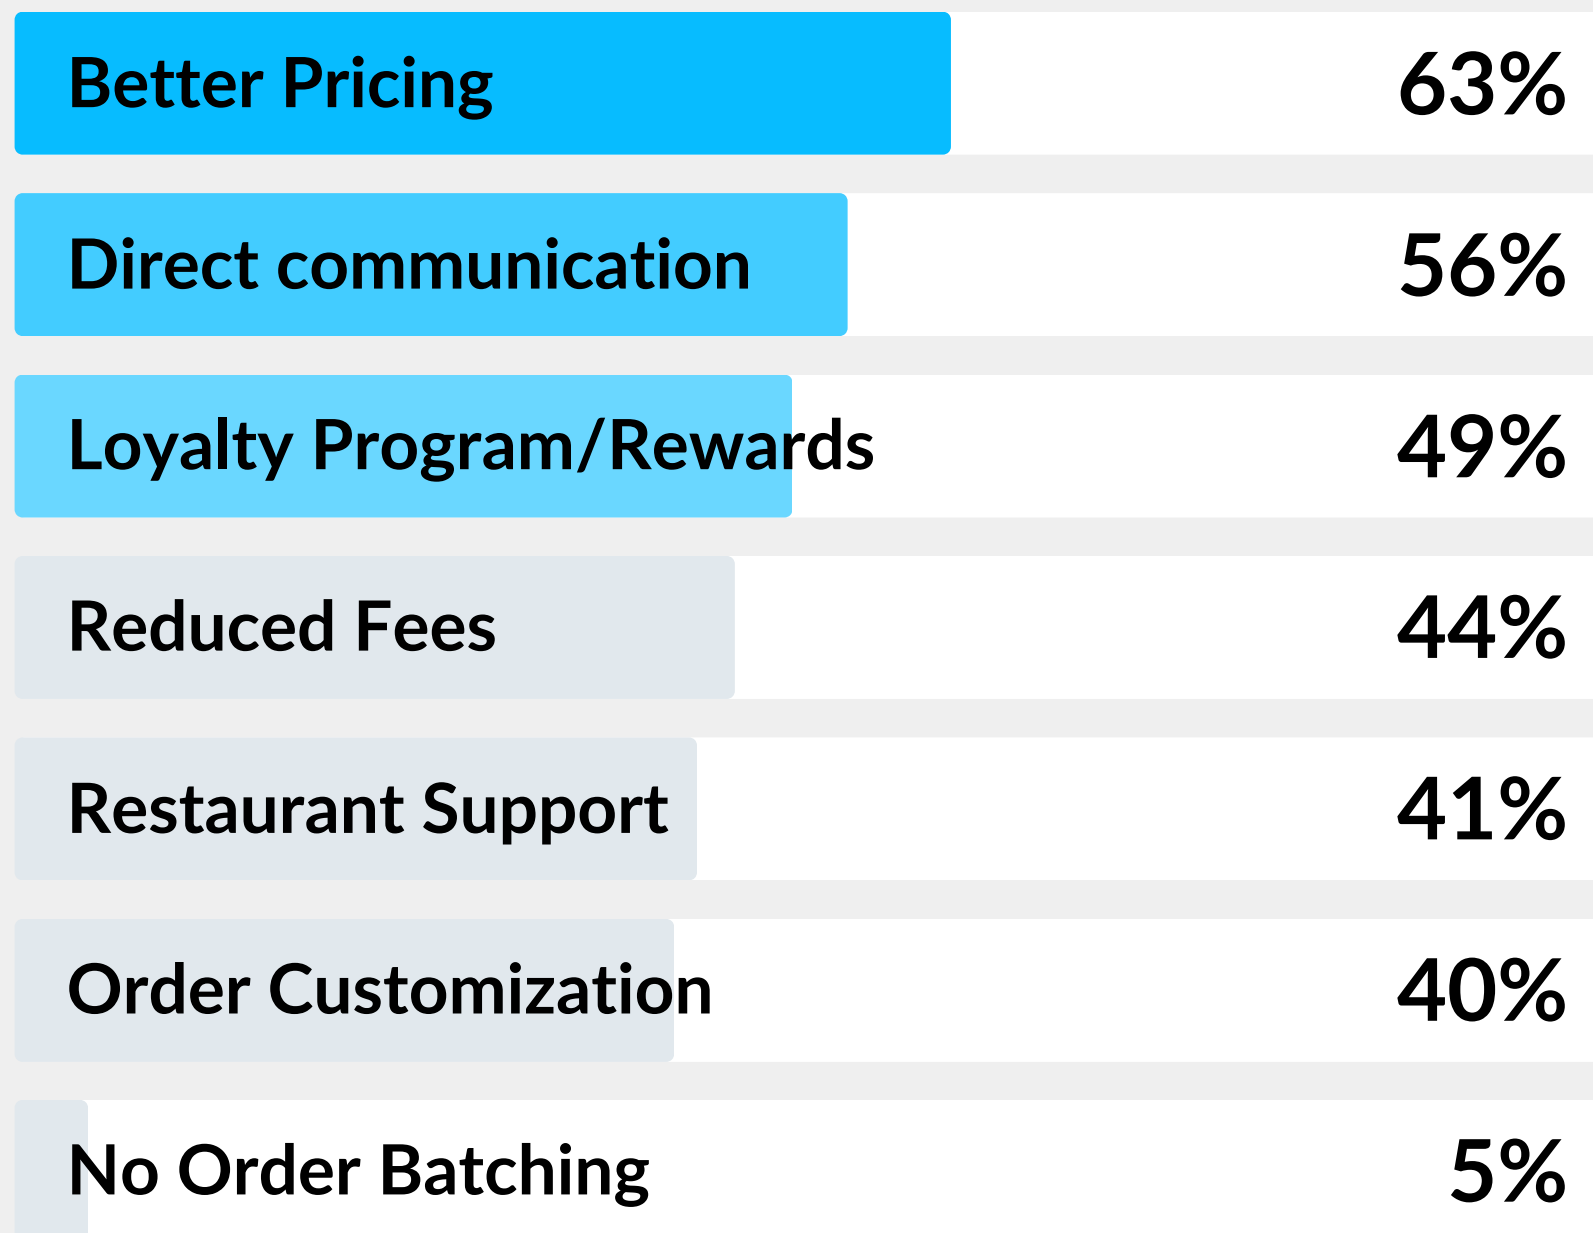 Better Pricing 63%
Direct communication 56%
Loyalty Program/Rewards 49%
Reduced Fees 44%
Restaurant Support 41%
Order Customization 40%
No Order Batching 5%